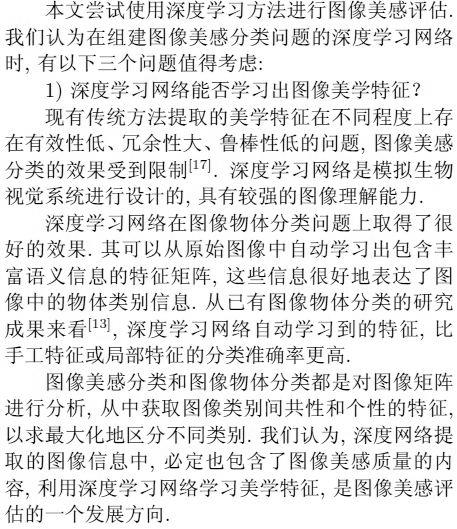 本文尝试使用深度学习方法进行图像美感评估.
我们认为在组建图像美感分类问题的深度学习网络
时, 有以下三个问题值得考虑:
1) 深度学习网络能否学习出图像美学特征？
现有传统方法提取的美学特征在不同程度上存
在有效性低、冗余性大、鲁棒性低的问题, 图像美感
分类的效果受到限制[17]. 深度学习网络是模拟生物
视觉系统进行设计的, 具有较强的图像理解能力.
深度学习网络在图像物体分类问题上取得了很
好的效果. 其可以从原始图像中自动学习出包含丰
富语义信息的特征矩阵, 这些信息很好地表达了图
像中的物体类别信息. 从已有图像物体分类的研究
成果来看[13], 深度学习网络自动学习到的特征, 比
手工特征或局部特征的分类准确率更高.
图像美感分类和图像物体分类都是对图像矩阵
进行分析, 从中获取图像类别间共性和个性的特征,
以求最大化地区分不同类别. 我们认为, 深度网络提
取的图像信息中, 必定也包含了图像美感质量的内
容, 利用深度学习网络学习美学特征, 是图像美感评
估的一个发展方向.